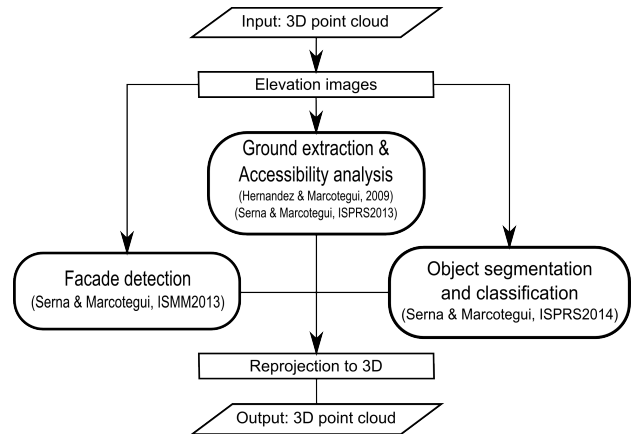 Input: 3D point cloud
Elevation images
Ground extraction &
Accessibility analysis
(Hernandez & Marcotegui, 2009)
(Serna & Marcotegui, ISPRS2013)
Facade detection
(Serna & Marcotegui, ISMM2013)
Object segmentation
and classification
(Serna & Marcotegui, ISPRS2014)
Reprojection to 3D
Output: 3D point cloud